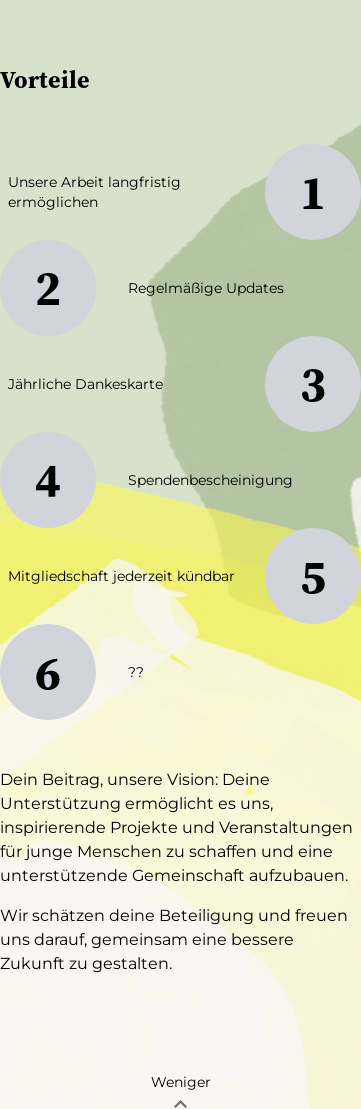 Vorteile
Unsere Arbeit langfristig
ermöglichen
1
2
Regelmäßige Updates
Jährliche Dankeskarte
3
4
Spendenbescheinigung
Mitgliedschaft jederzeit kündbar
5
6
??
Dein Beitrag, unsere Vision: Deine
Unterstützung ermöglicht es uns,
inspirierende Projekte und Veranstaltungen
für junge Menschen zu schaffen und eine
unterstützende Gemeinschaft aufzubauen.
Wir schätzen deine Beteiligung und freuen
uns darauf, gemeinsam eine bessere
Zukunft zu gestalten.
Weniger